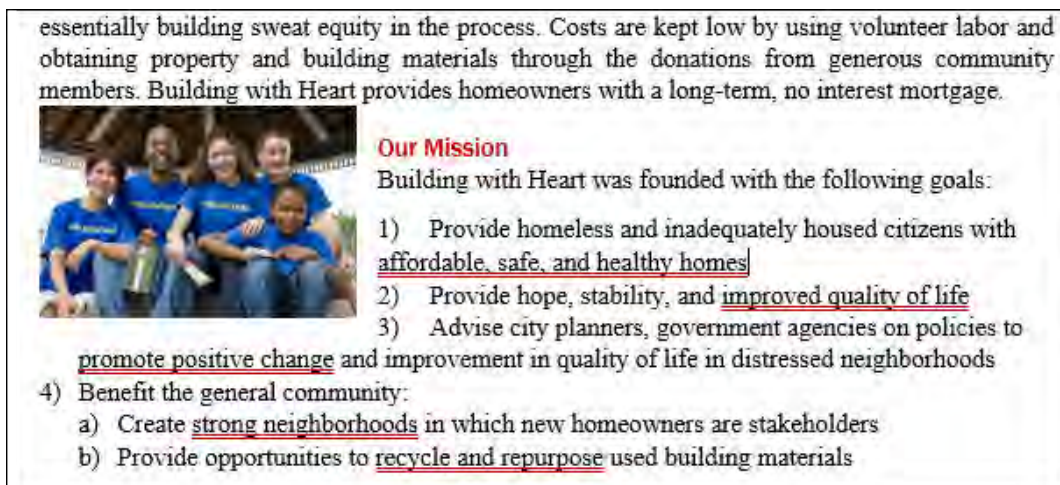 essentially building sweat equity in the process. Costs are kept low by using volunteer labor and
obtaining property and building materials through the donations from generous community
members. Building with Heart provides homeowners with a long-term, no interest mortgage.
Our Mission
Building with Heart was founded with the following goals:
1) Provide homeless and inadequately housed citizens with
affordable, safe, and healthy homes
2) Provide hope, stability, and improved quality of life
3) Advise city planners, government agencies on policies to
promote positive change and improvement in quality of life in distressed neighborhoods
4) Benefit the general community:
a) Create strong neighborhoods in which new homeowners are stakeholders
b) Provide opportunities to recycle and repurpose used building materials